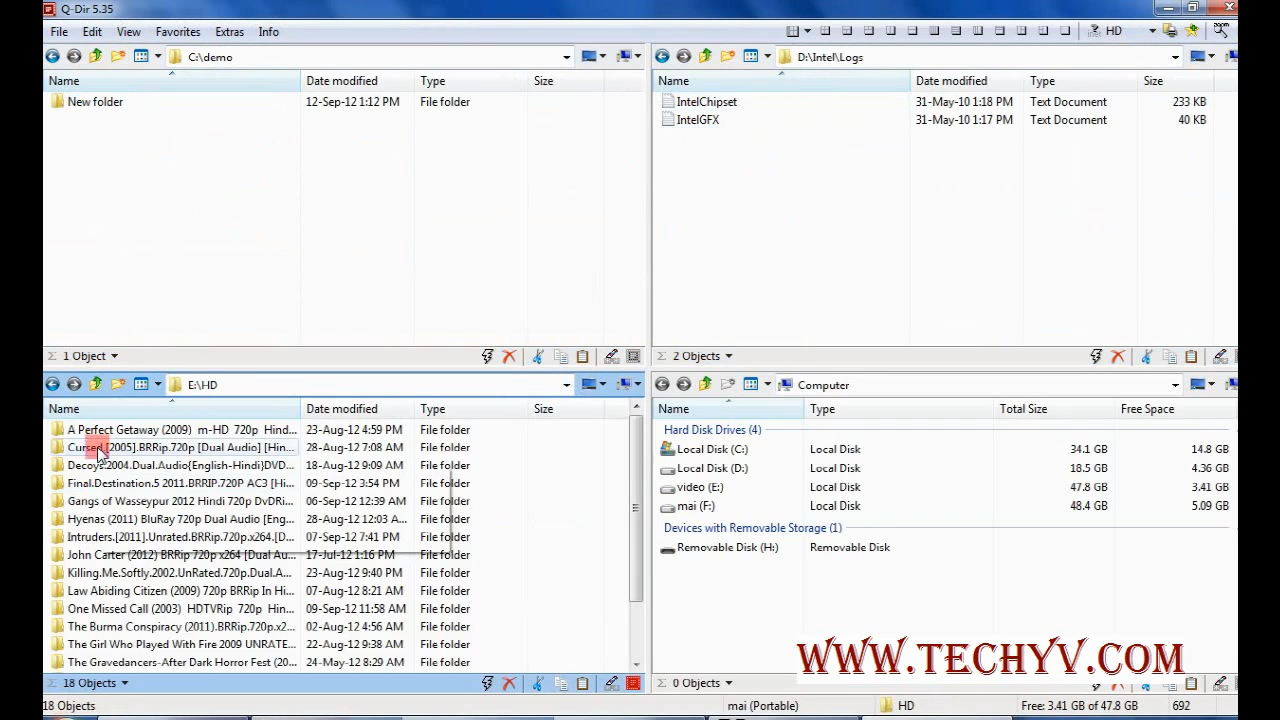 Q-Dir 5.35
File Edit View Favorites Extras Info HD
C:\demo
Name Date modified Type Size
New folder 12-Sep-12 1:12 PM File folder
1 Object
D:\Intel\Logs
Name Date modified Type Size
IntelChipset 31-May-10 1:18 PM Text Document 233 KB
IntelGFX 31-May-10 1:17 PM Text Document 40 KB
2 Objects
E:\HD
Name Date modified Type Size
A Perfect Getaway (2009) m-HD 720p Hind... 23-Aug-12 4:59 PM File folder
Cursed.[2005].BRRip.720p [Dual Audio] [Hin... 28-Aug-12 7:08 AM File folder
Decoys.2004.Dual.Audio{English-Hindi}DVD... 18-Aug-12 9:09 AM File folder
Final.Destination.5 2011.BRRIP.720P AC3 [Hin... 09-Sep-12 3:54 PM File folder
Gangs of Wasseypur 2012 Hindi 720p DvDRi... 06-Sep-12 12:39 AM File folder
Hyenas (2011) BluRay 720p Dual Audio [Eng... 28-Aug-12 12:03 A... File folder
Intruders.[2011].Unrated.BRRip.720p.x264.[D... 07-Sep-12 7:41 PM File folder
John Carter (2012) BRRip 720p x264 [Dual Au... 17-Jul-12 1:16 PM File folder
Killing.Me.Softly.2002.UnRated.720p.Dual.A... 23-Aug-12 9:40 PM File folder
Law Abiding Citizen (2009) 720p BRRip In Hi... 07-Aug-12 8:21 AM File folder
One Missed Call (2003) HDTVRip 720p Hin... 09-Sep-12 11:58 AM File folder
The Burma Conspiracy (2011).BRRip.720p.x... 02-Aug-12 4:56 AM File folder
The Girl Who Played With Fire 2009 UNRATE... 22-Aug-12 9:38 AM File folder
The Gravedancers-After Dark Horror Fest (20... 24-May-12 8:29 AM File folder
18 Objects
Computer
Name Type Total Size Free Space
Hard Disk Drives (4)
Local Disk (C:) Local Disk 34.1 GB 14.8 GB
Local Disk (D:) Local Disk 18.5 GB 4.36 GB
video (E:) Local Disk 47.8 GB 3.41 GB
mai (F:) Local Disk 48.4 GB 5.09 GB
Devices with Removable Storage (1)
Removable Disk (H:) Removable Disk
WWW.TECHYV.COM
0 Objects
18 Objects mai (Portable) HD Free: 3.41 GB of 47.8 GB 692